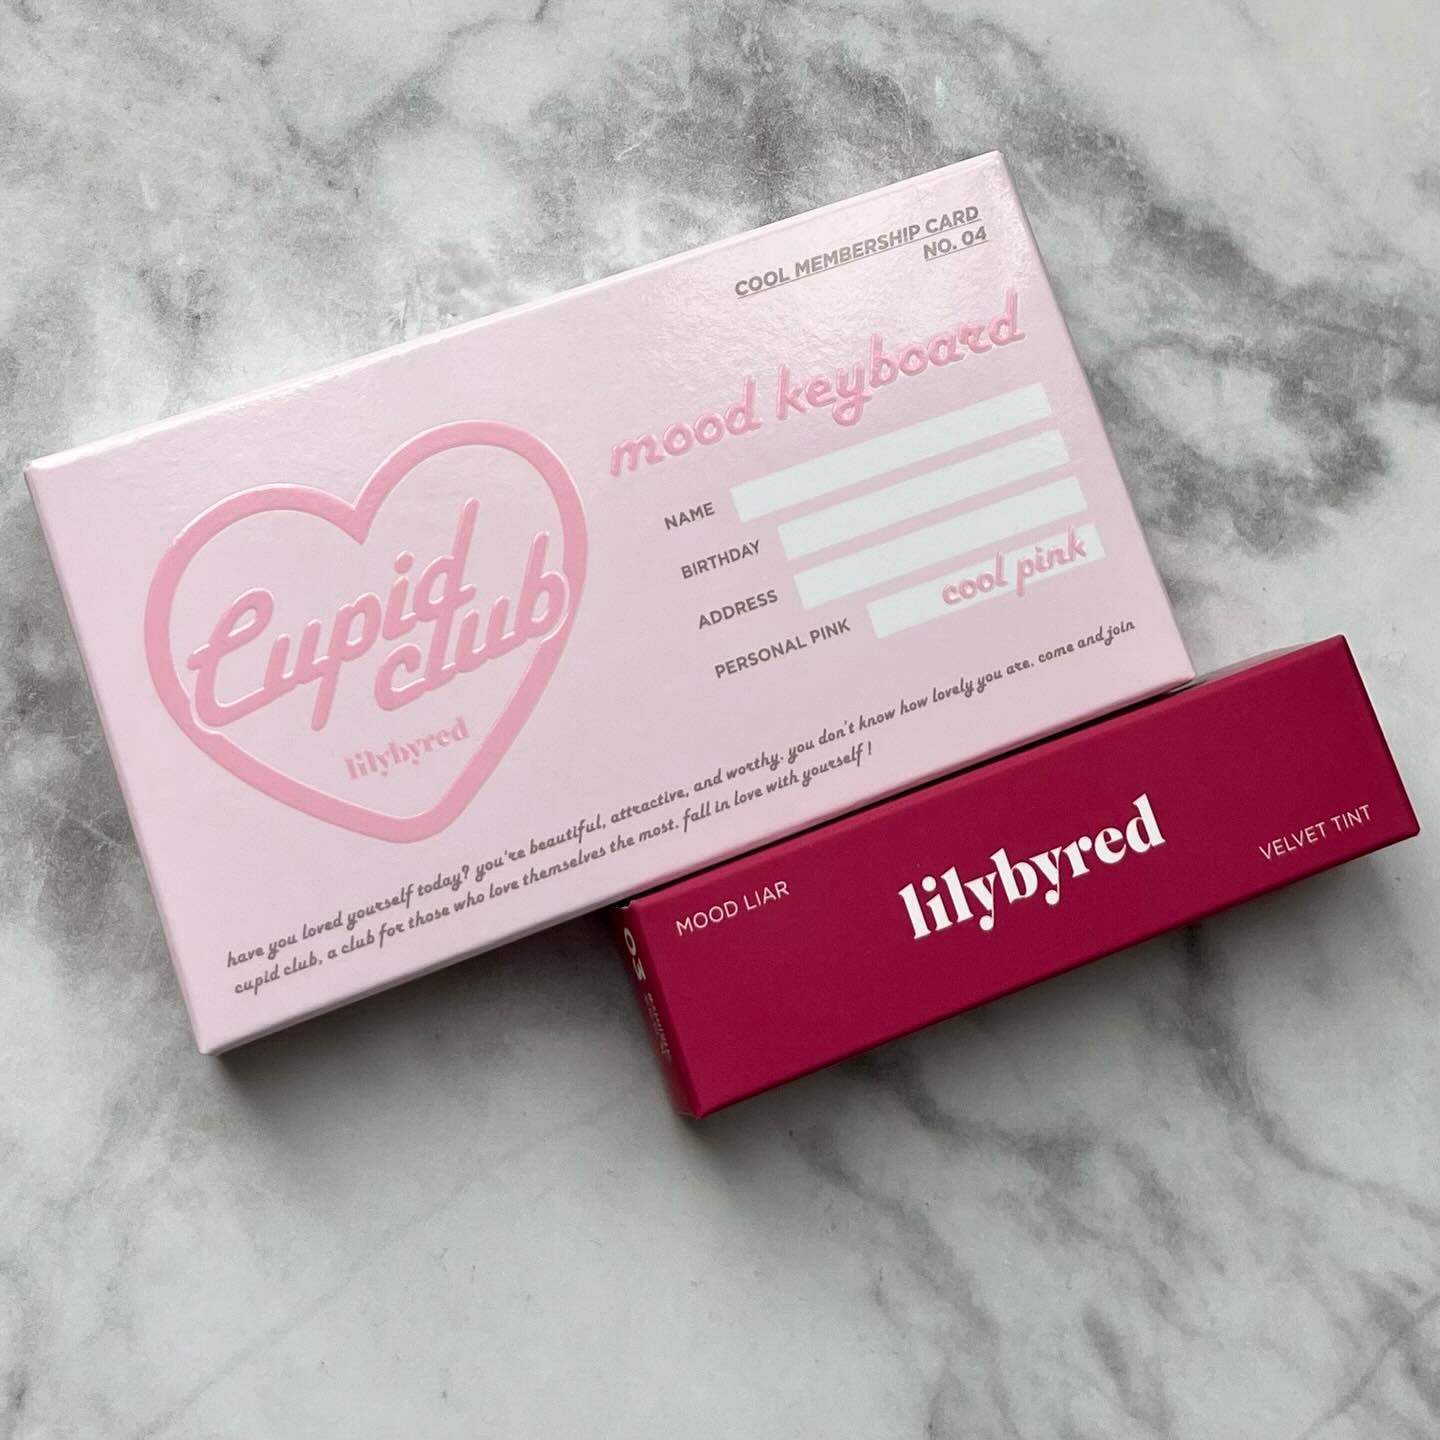 COOL MEMBERSHIP CARD
NO. 04
mood keyboard
Cupid
club
lilybyred
NAME
BIRTHDAY
ADDRESS
PERSONAL PINK cool pink
have you loved yourself today? you're beautiful, attractive, and worthy. you don't know how lovely you are. come and join
cupid club, a club for those who love themselves the most. fall in love with yourself !
MOOD LIAR
lilybyred
VELVET TINT
03